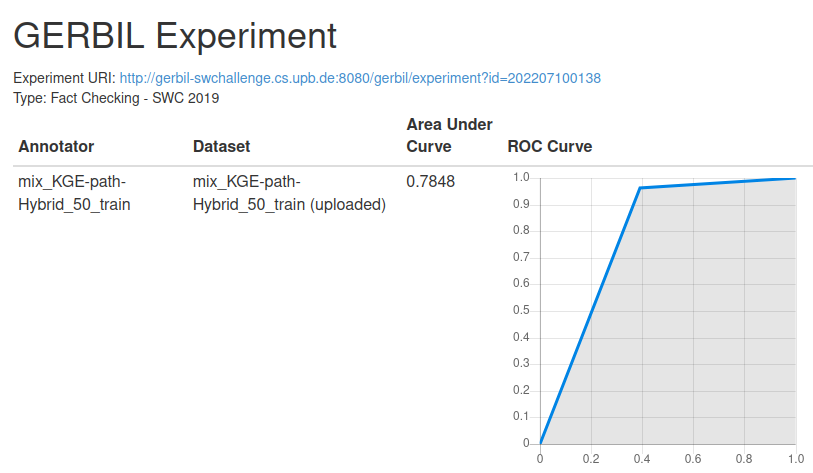 GERBIL Experiment
Experiment URI: http://gerbil-swchallenge.cs.upb.de:8080/gerbil/experiment?id=202207100138
Type: Fact Checking - SWC 2019
Annotator Dataset Area Under Curve ROC Curve
mix_KGE-path-
Hybrid_50_train
mix_KGE-path-
Hybrid_50_train (uploaded)
0.7848
1.0
0.9
0.8
0.7
0.6
0.5
0.4
0.3
0.2
0.1
0
0 0.2 0.4 0.6 0.8 1.0